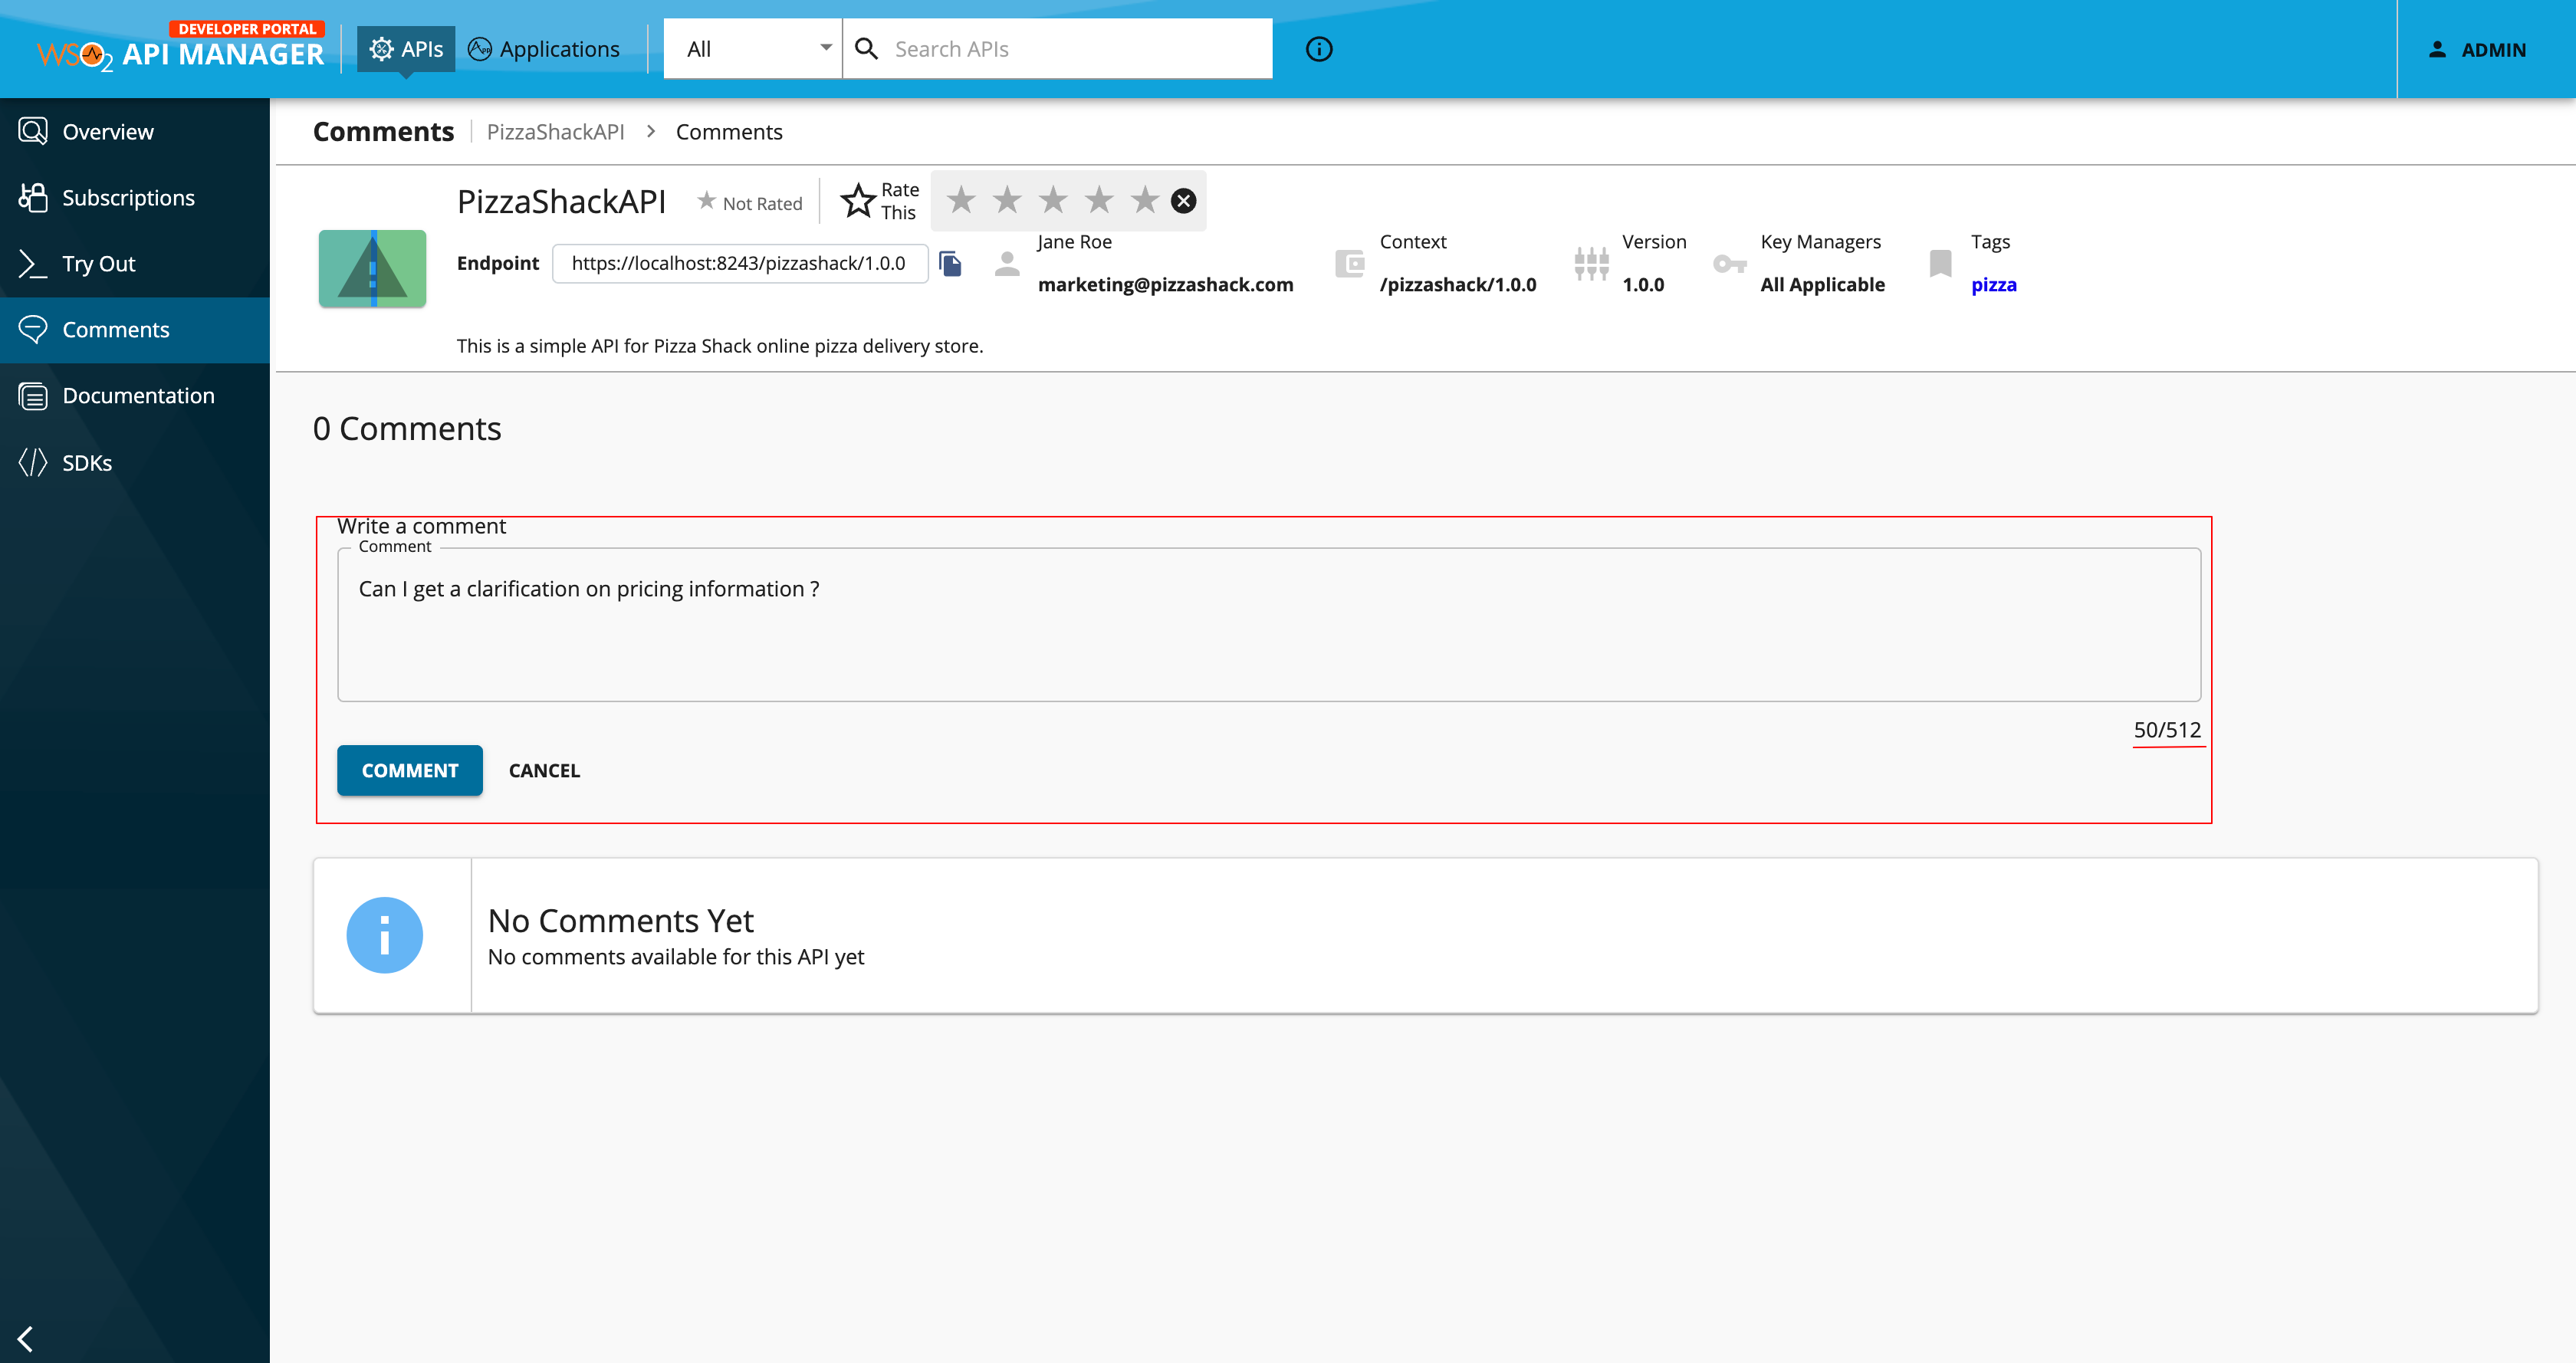 DEVELOPER PORTAL
WSO2 API MANAGER
APIs
Applications
All
Search APIs
ADMIN
Overview
Subscriptions
Try Out
Comments
Documentation
SDKs
Comments
PizzaShackAPI > Comments
PizzaShackAPI
Not Rated
Rate
This
Endpoint
https://localhost:8243/pizzashack/1.0.0
Jane Roe
marketing@pizzashack.com
Context
/pizzashack/1.0.0
Version
1.0.0
Key Managers
All Applicable
Tags
pizza
This is a simple API for Pizza Shack online pizza delivery store.
0 Comments
Write a comment
Comment
Can I get a clarification on pricing information ?
50/512
COMMENT
CANCEL
No Comments Yet
No comments available for this API yet